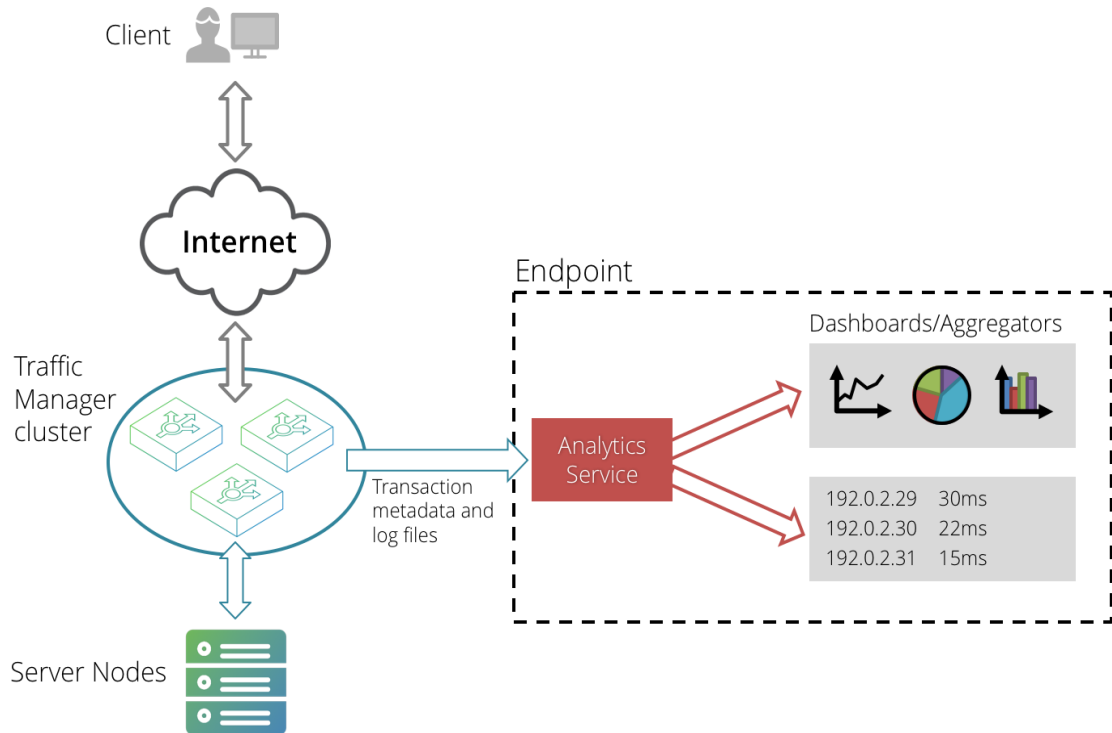 Client
Internet
Traffic
Manager
cluster
Transaction
metadata and
log files
Server Nodes
Endpoint
Analytics
Service
Dashboards/Aggregators
192.0.2.29 30ms
192.0.2.30 22ms
192.0.2.31 15ms